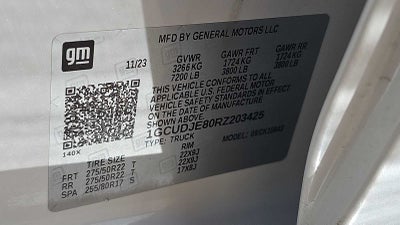 gm
MFD BY GENERAL MOTORS LLC
11/23
GVWR GAWR FRT GAWR RR
3266 KG 1724 KG 1724 KG
7200 LB 3800 LB 3800 LB
THIS VEHICLE CONFORMS TO ALL
APPLICABLE U.S. FEDERAL MOTOR
VEHICLE SAFETY STANDARDS IN EFFECT
ON THE DATE OF MANUFACTURE
SHOWN ABOVE.
1GCUDJE80RZ203425
TYPE: TRUCK MODEL:
140X
TIRE SIZE RIM
FRT 275/50R22 T 22X9J
RR 275/50R22 T 22X9J
SPA 255/80R17 S 17X8J